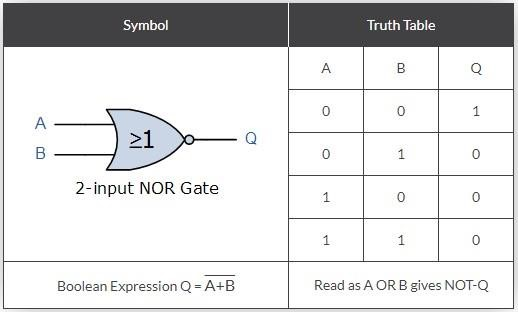 Symbol Truth Table
A B Q
0 0 1
0 1 0
1 0 0
1 1 0
A
B
≥1
Q
2-input NOR Gate
Boolean Expression Q = A̅+̅B̅
Read as A OR B gives NOT-Q